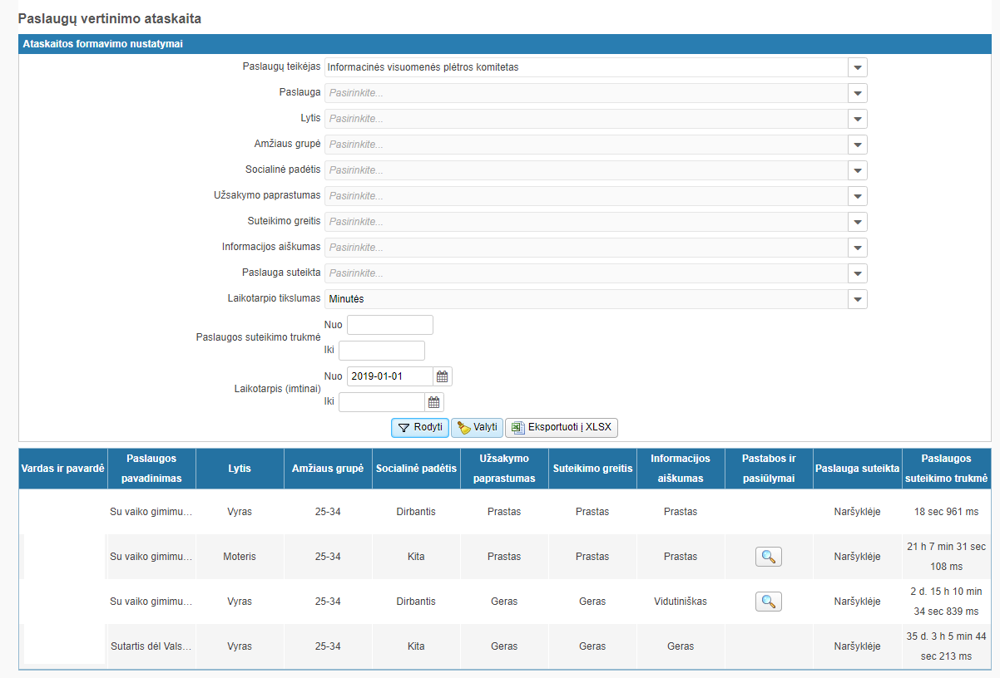 Paslaugų vertinimo ataskaita
Ataskaitos formavimo nustatymai
Paslaugų teikėjas Informacinės visuomenės plėtros komitetas
Paslauga Pasirinkite...
Lytis Pasirinkite...
Amžiaus grupė Pasirinkite...
Socialinė padėtis Pasirinkite...
Užsakymo paprastumas Pasirinkite...
Suteikimo greitis Pasirinkite...
Informacijos aiškumas Pasirinkite...
Paslauga suteikta Pasirinkite...
Laikotarpio tikslumas Minutės
Paslaugos suteikimo trukmė
Nuo
Iki
Laikotarpis (imtinai)
Nuo 2019-01-01
Iki
Rodyti Valyti Eksportuoti į XLSX
Vardas ir pavardė Paslaugos pavadinimas Lytis Amžiaus grupė Socialinė padėtis Užsakymo paprastumas Suteikimo greitis Informacijos aiškumas Pastabos ir pasiūlymai Paslauga suteikta Paslaugos suteikimo trukmė
Su vaiko gimimu... Vyras 25-34 Dirbantis Prastas Prastas Prastas Naršyklėje 18 sec 961 ms
Su vaiko gimimu... Moteris 25-34 Kita Prastas Prastas Prastas Naršyklėje 21 h 7 min 31 sec 108 ms
Su vaiko gimimu... Vyras 25-34 Dirbantis Geras Geras Vidutiniškas Naršyklėje 2 d. 15 h 10 min 34 sec 839 ms
Sutartis dėl Vals... Vyras 25-34 Kita Geras Geras Geras Naršyklėje 35 d. 3 h 5 min 44 sec 213 ms